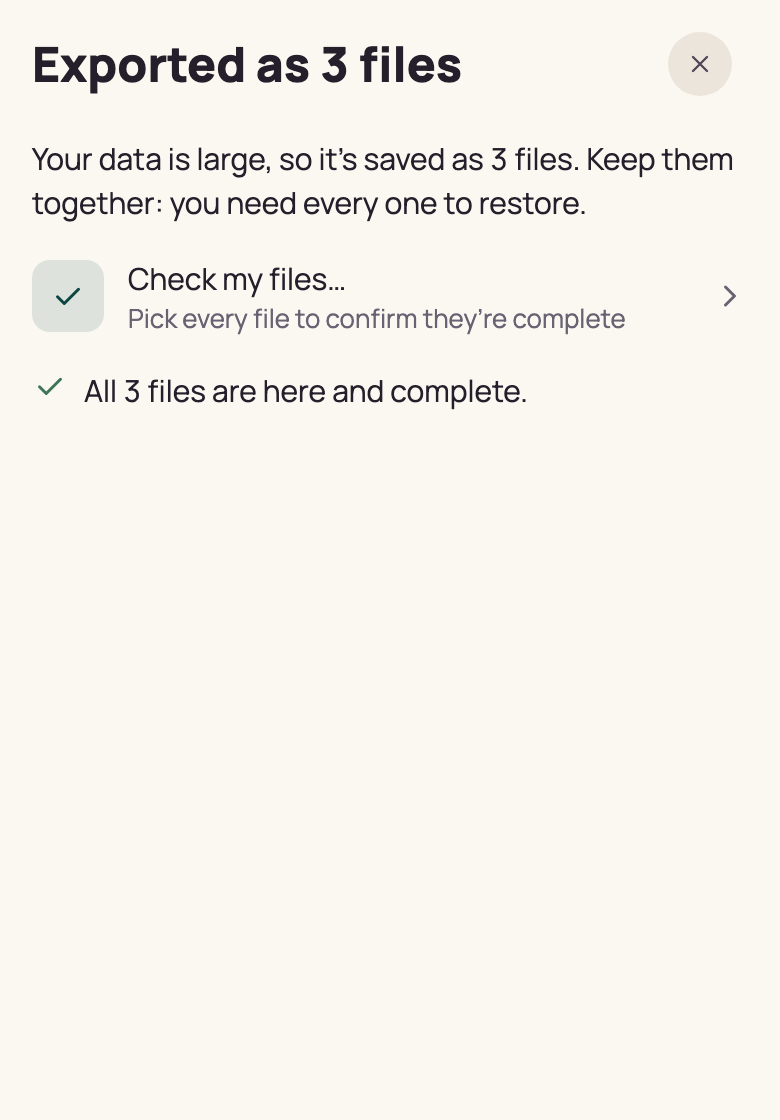 Exported as 3 files
Your data is large, so it’s saved as 3 files. Keep them
together: you need every one to restore.
Check my files…
Pick every file to confirm they’re complete
All 3 files are here and complete.